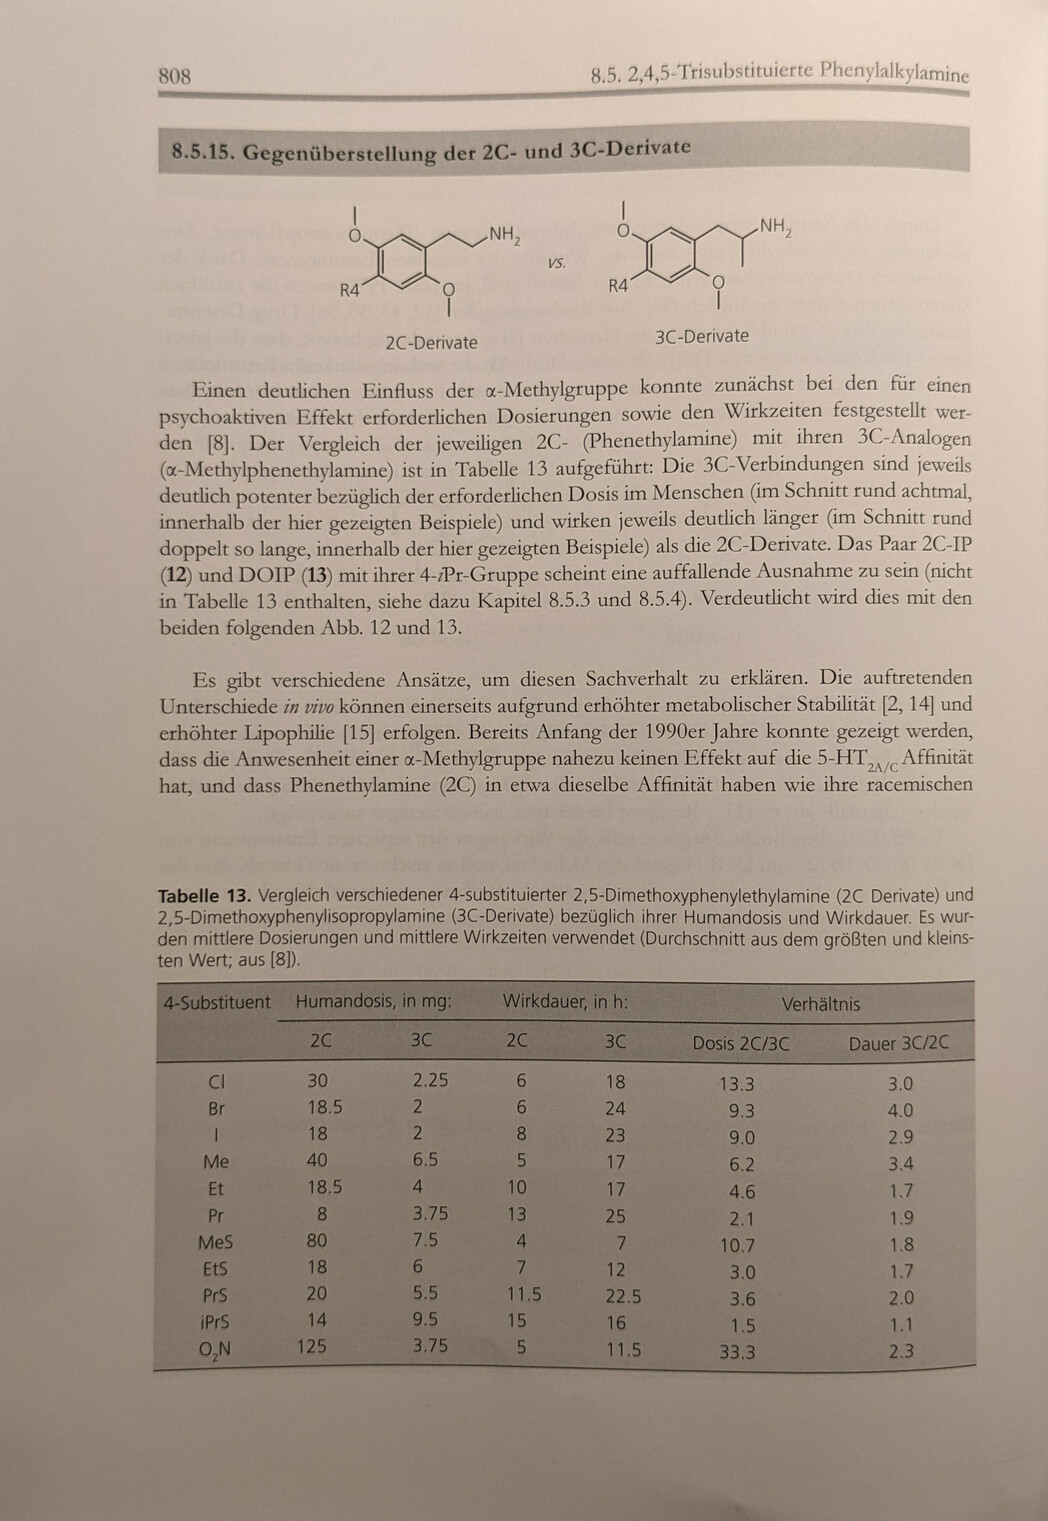 808
8.5. 2,4,5-Trisubstituierte Phenylalkylamine
8.5.15. Gegenüberstellung der 2C- und 3C-Derivate
O
NH2
R4
O
2C-Derivate
vs.
O
NH2
R4
O
3C-Derivate
Einen deutlichen Einfluss der α-Methylgruppe konnte zunächst bei den für einen
psychoaktiven Effekt erforderlichen Dosierungen sowie den Wirkzeiten festgestellt wer-
den [8]. Der Vergleich der jeweiligen 2C- (Phenethylamine) mit ihren 3C-Analogen
(α-Methylphenethylamine) ist in Tabelle 13 aufgeführt: Die 3C-Verbindungen sind jeweils
deutlich potenter bezüglich der erforderlichen Dosis im Menschen (im Schnitt rund achtmal,
innerhalb der hier gezeigten Beispiele) und wirken jeweils deutlich länger (im Schnitt rund
doppelt so lange, innerhalb der hier gezeigten Beispiele) als die 2C-Derivate. Das Paar 2C-IP
(12) und DOIP (13) mit ihrer 4-iPr-Gruppe scheint eine auffallende Ausnahme zu sein (nicht
in Tabelle 13 enthalten, siehe dazu Kapitel 8.5.3 und 8.5.4). Verdeutlicht wird dies mit den
beiden folgenden Abb. 12 und 13.
Es gibt verschiedene Ansätze, um diesen Sachverhalt zu erklären. Die auftretenden
Unterschiede in vivo können einerseits aufgrund erhöhter metabolischer Stabilität [2, 14] und
erhöhter Lipophilie [15] erfolgen. Bereits Anfang der 1990er Jahre konnte gezeigt werden,
dass die Anwesenheit einer α-Methylgruppe nahezu keinen Effekt auf die 5-HT2A/C Affinität
hat, und dass Phenethylamine (2C) in etwa dieselbe Affinität haben wie ihre racemischen
Tabelle 13. Vergleich verschiedener 4-substituierter 2,5-Dimethoxyphenylethylamine (2C Derivate) und
2,5-Dimethoxyphenylisopropylamine (3C-Derivate) bezüglich ihrer Humandosis und Wirkdauer. Es wur-
den mittlere Dosierungen und mittlere Wirkzeiten verwendet (Durchschnitt aus dem größten und kleins-
ten Wert; aus [8]).
4-Substituent Humandosis, in mg: Wirkdauer, in h: Verhältnis
2C 3C 2C 3C Dosis 2C/3C Dauer 3C/2C
Cl 30 2.25 6 18 13.3 3.0
Br 18.5 2 6 24 9.3 4.0
I 18 2 8 23 9.0 2.9
Me 40 6.5 5 17 6.2 3.4
Et 18.5 4 10 17 4.6 1.7
Pr 8 3.75 13 25 2.1 1.9
MeS 80 7.5 4 7 10.7 1.8
EtS 18 6 7 12 3.0 1.7
PrS 20 5.5 11.5 22.5 3.6 2.0
iPrS 14 9.5 15 16 1.5 1.1
O2N 125 3.75 5 11.5 33.3 2.3